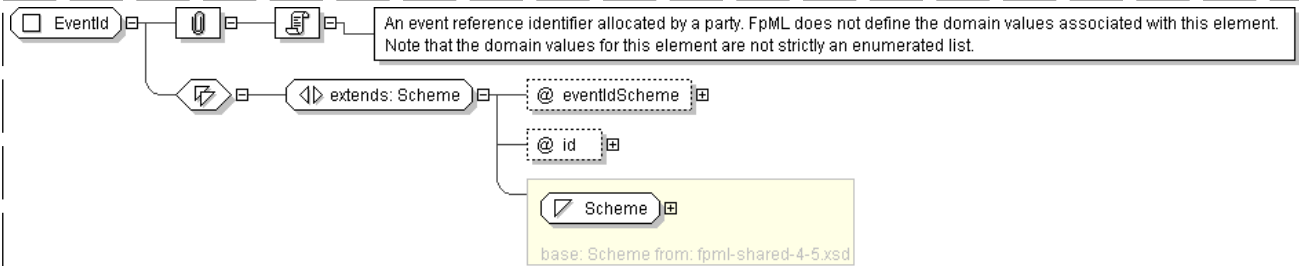 EventId
An event reference identifier allocated by a party. FpML does not define the domain values associated with this element.
Note that the domain values for this element are not strictly an enumerated list.
extends: Scheme
@ eventIdScheme
@ id
Scheme
base: Scheme from: fpml-shared-4-5.xsd